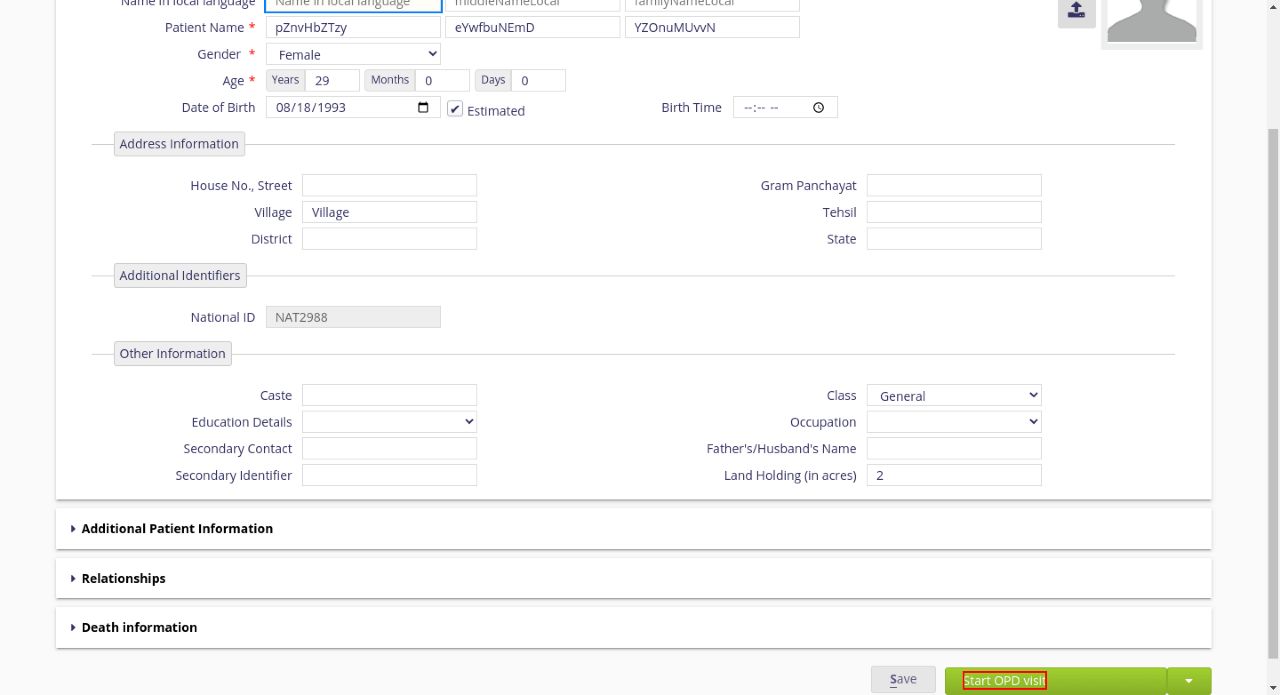 Name in local language Name in local language middleNameLocal familyNameLocal
Patient Name * pZnvHbZTzy eYwfbuNEmD YZOnuMUvvN
Gender * Female
Age * Years 29 Months 0 Days 0
Date of Birth 08/18/1993 Estimated Birth Time --:-- --
Address Information
House No., Street Gram Panchayat
Village Village Tehsil
District State
Additional Identifiers
National ID NAT2988
Other Information
Caste Class General
Education Details Occupation
Secondary Contact Father's/Husband's Name
Secondary Identifier Land Holding (in acres) 2
Additional Patient Information
Relationships
Death information
Save Start OPD visit